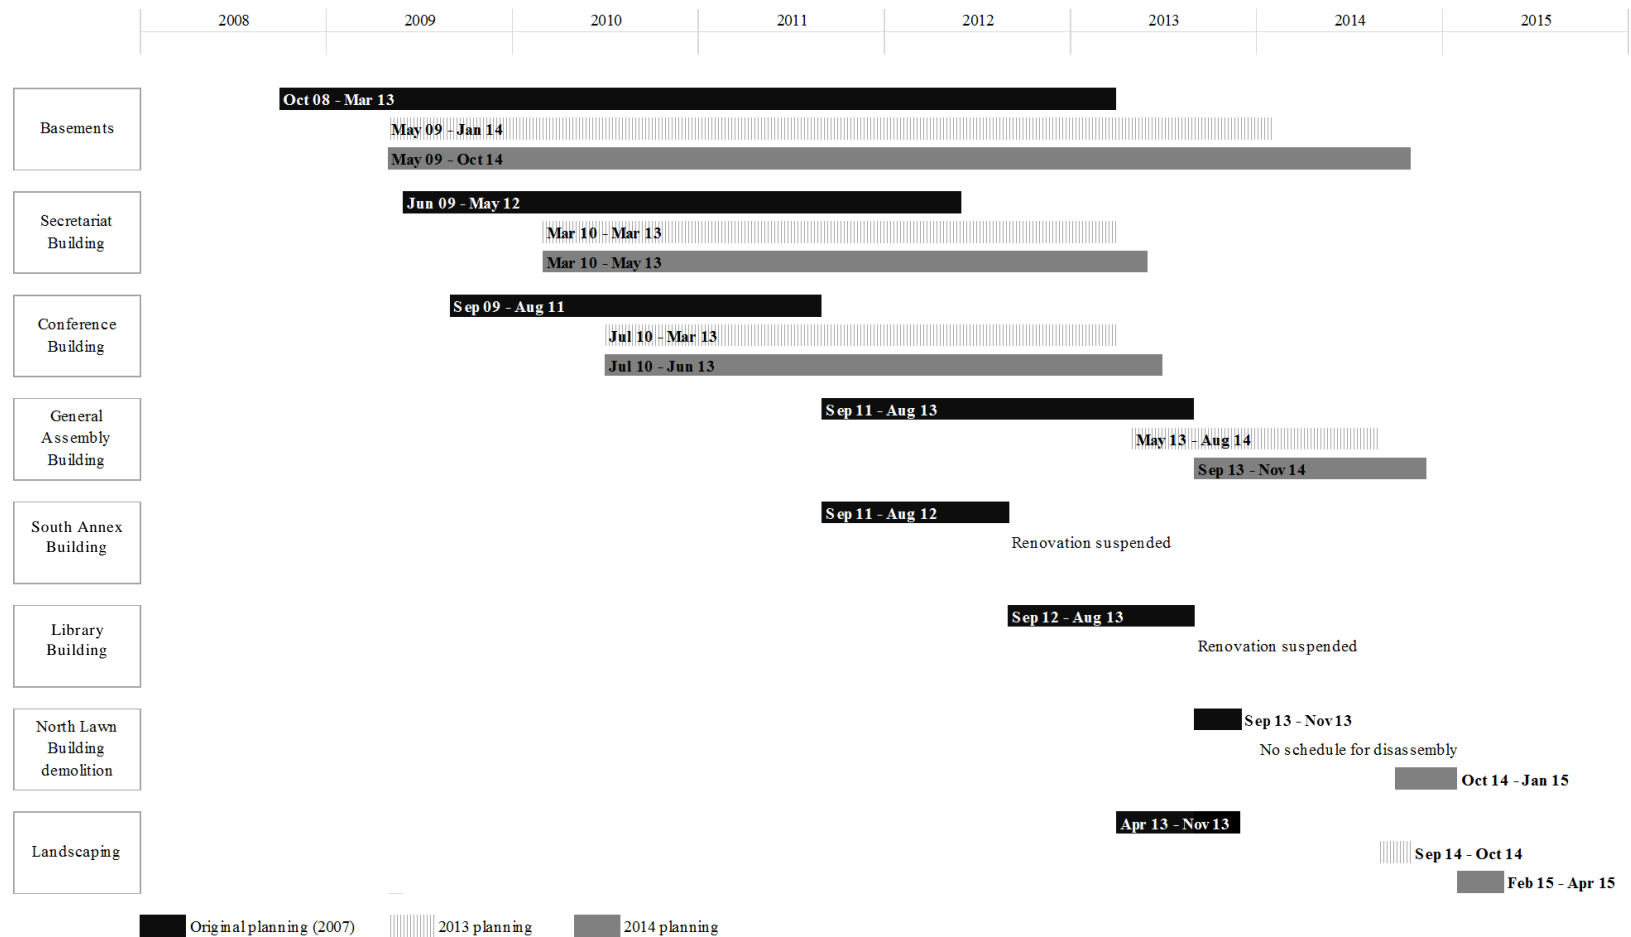 2008 2009 2010 2011 2012 2013 2014 2015
Basements
Oct 08 - Mar 13
May 09 - Jan 14
May 09 - Oct 14
Secretariat
Building
Jun 09 - May 12
Mar 10 - Mar 13
Mar 10 - May 13
Conference
Building
Sep 09 - Aug 11
Jul 10 - Mar 13
Jul 10 - Jun 13
General
Assembly
Building
Sep 11 - Aug 13
May 13 - Aug 14
Sep 13 - Nov 14
South Annex
Building
Sep 11 - Aug 12
Renovation suspended
Library
Building
Sep 12 - Aug 13
Renovation suspended
North Lawn
Building
demolition
Sep 13 - Nov 13
No schedule for disassembly
Oct 14 - Jan 15
Landscaping
Apr 13 - Nov 13
Sep 14 - Oct 14
Feb 15 - Apr 15
Original planning (2007) 2013 planning 2014 planning